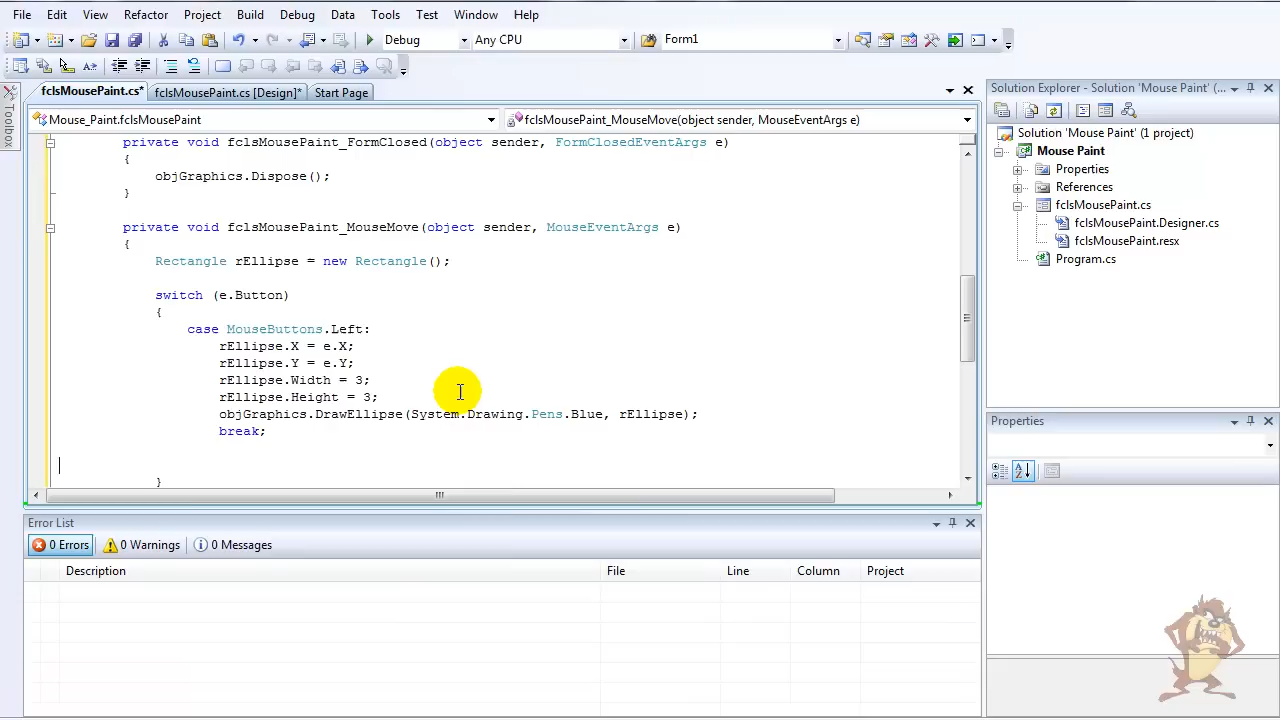 File Edit View Refactor Project Build Debug Data Tools Test Window Help
Debug Any CPU Form1
fclsMousePaint.cs* fclsMousePaint.cs [Design]* Start Page
Toolbox
Mouse_Paint.fclsMousePaint fclsMousePaint_MouseMove(object sender, MouseEventArgs e)
private void fclsMousePaint_FormClosed(object sender, FormClosedEventArgs e)
{
objGraphics.Dispose();
}
private void fclsMousePaint_MouseMove(object sender, MouseEventArgs e)
{
Rectangle rEllipse = new Rectangle();
switch (e.Button)
{
case MouseButtons.Left:
rEllipse.X = e.X;
rEllipse.Y = e.Y;
rEllipse.Width = 3;
rEllipse.Height = 3;
objGraphics.DrawEllipse(System.Drawing.Pens.Blue, rEllipse);
break;
}
Error List
0 Errors 0 Warnings 0 Messages
Description File Line Column Project
Solution Explorer - Solution 'Mouse Paint' (...
Solution 'Mouse Paint' (1 project)
Mouse Paint
Properties
References
fclsMousePaint.cs
fclsMousePaint.Designer.cs
fclsMousePaint.resx
Program.cs
Properties